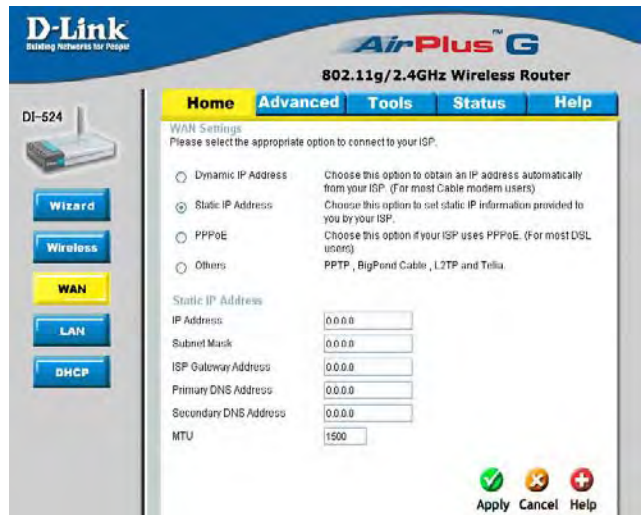 D-Link
Building Networks for People
AirPlus G
TM
802.11g/2.4GHz Wireless Router
DI-524
Home Advanced Tools Status Help
WAN Settings
Please select the appropriate option to connect to your ISP.
Dynamic IP Address Choose this option to obtain an IP address automatically
from your ISP. (For most Cable modem users)
Static IP Address Choose this option to set static IP information provided to
you by your ISP.
PPPoE Choose this option if your ISP uses PPPoE. (For most DSL
users)
Others PPTP , BigPond Cable , L2TP and Telia.
Wizard
Wireless
WAN
LAN
DHCP
Static IP Address
IP Address 0.0.0.0
Subnet Mask 0.0.0.0
ISP Gateway Address 0.0.0.0
Primary DNS Address 0.0.0.0
Secondary DNS Address 0.0.0.0
MTU 1500
Apply Cancel Help